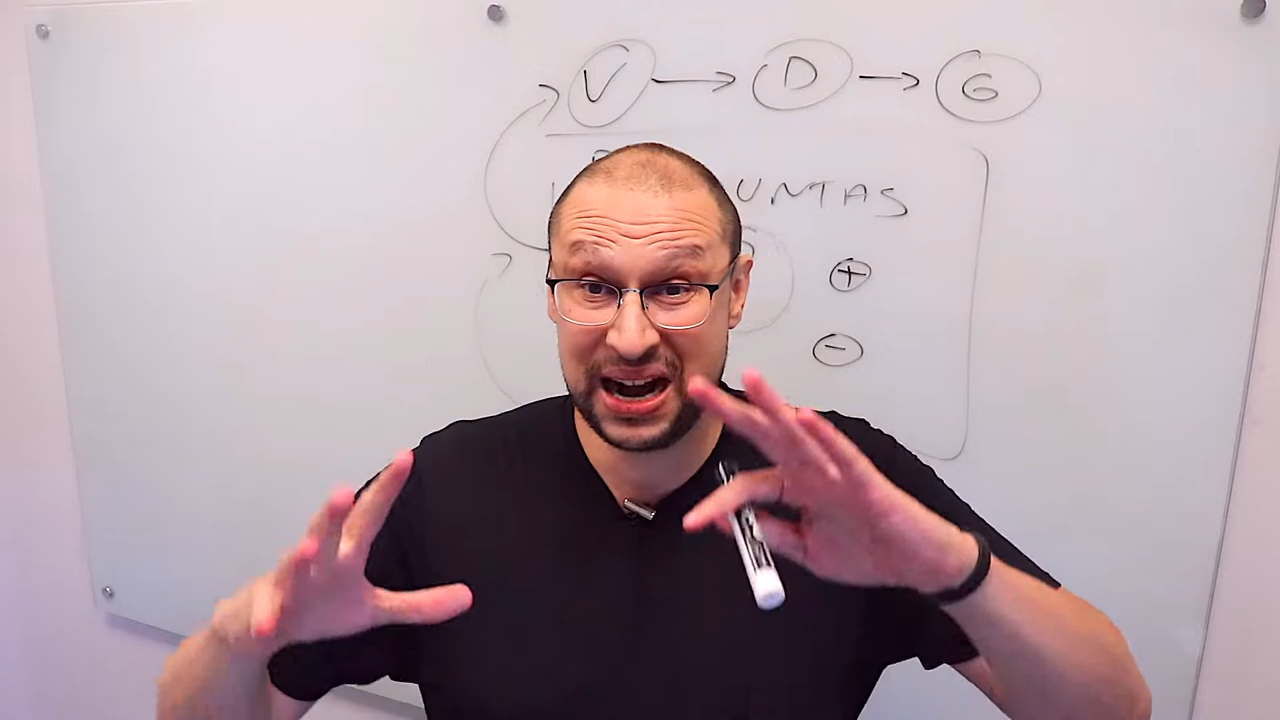 V → D → G
UNTAS
+
-